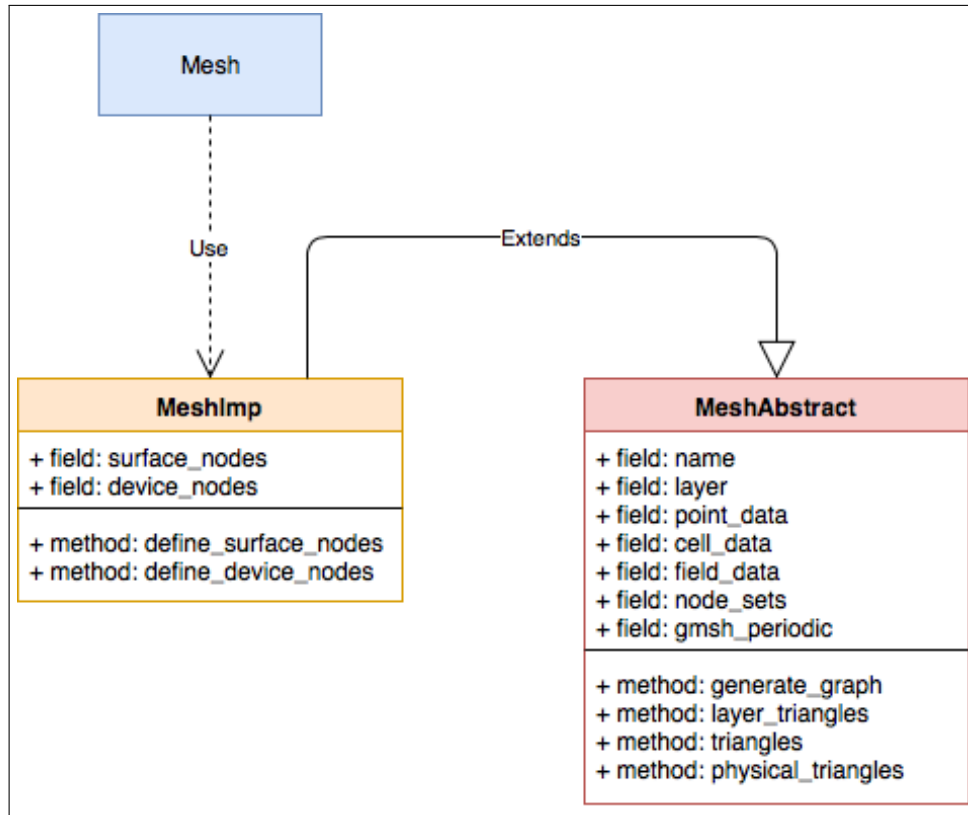 Mesh
Use
Extends
MeshImp
+ field: surface_nodes
+ field: device_nodes
+ method: define_surface_nodes
+ method: define_device_nodes
MeshAbstract
+ field: name
+ field: layer
+ field: point_data
+ field: cell_data
+ field: field_data
+ field: node_sets
+ field: gmsh_periodic
+ method: generate_graph
+ method: layer_triangles
+ method: triangles
+ method: physical_triangles